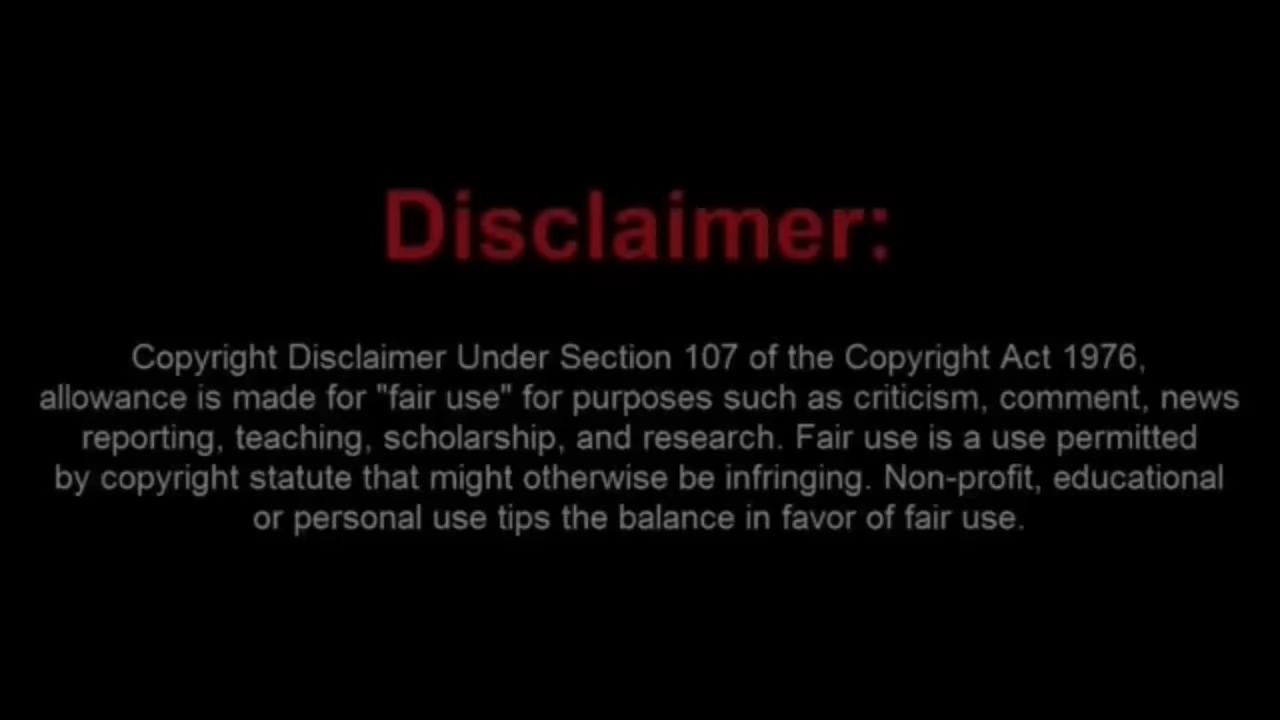 Disclaimer:
Copyright Disclaimer Under Section 107 of the Copyright Act 1976,
allowance is made for "fair use" for purposes such as criticism, comment, news
reporting, teaching, scholarship, and research. Fair use is a use permitted
by copyright statute that might otherwise be infringing. Non-profit, educational
or personal use tips the balance in favor of fair use.